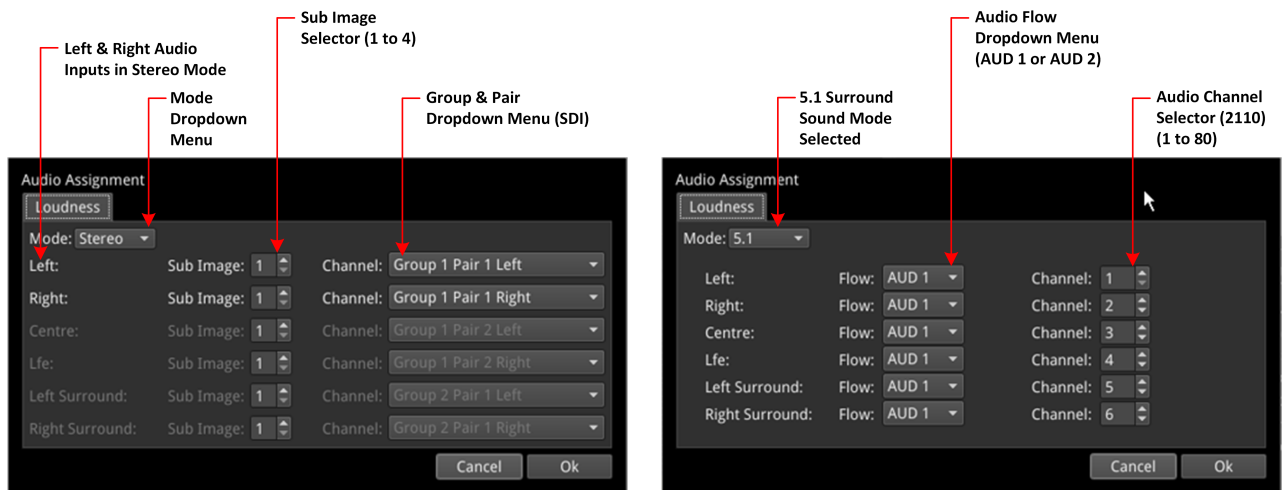 Sub Image
Selector (1 to 4)
Left & Right Audio
Inputs in Stereo Mode
Mode
Dropdown
Menu
Group & Pair
Dropdown Menu (SDI)
Audio Assignment
Loudness
Mode: Stereo
Left: Sub Image: 1 Channel: Group 1 Pair 1 Left
Right: Sub Image: 1 Channel: Group 1 Pair 1 Right
Centre: Sub Image: 1 Channel: Group 1 Pair 2 Left
Lfe: Sub Image: 1 Channel: Group 1 Pair 2 Right
Left Surround: Sub Image: 1 Channel: Group 2 Pair 1 Left
Right Surround: Sub Image: 1 Channel: Group 2 Pair 1 Right
Cancel Ok
Audio Flow
Dropdown Menu
(AUD 1 or AUD 2)
5.1 Surround
Sound Mode
Selected
Audio Channel
Selector (2110)
(1 to 80)
Audio Assignment
Loudness
Mode: 5.1
Left: Flow: AUD 1 Channel: 1
Right: Flow: AUD 1 Channel: 2
Centre: Flow: AUD 1 Channel: 3
Lfe: Flow: AUD 1 Channel: 4
Left Surround: Flow: AUD 1 Channel: 5
Right Surround: Flow: AUD 1 Channel: 6
Cancel Ok